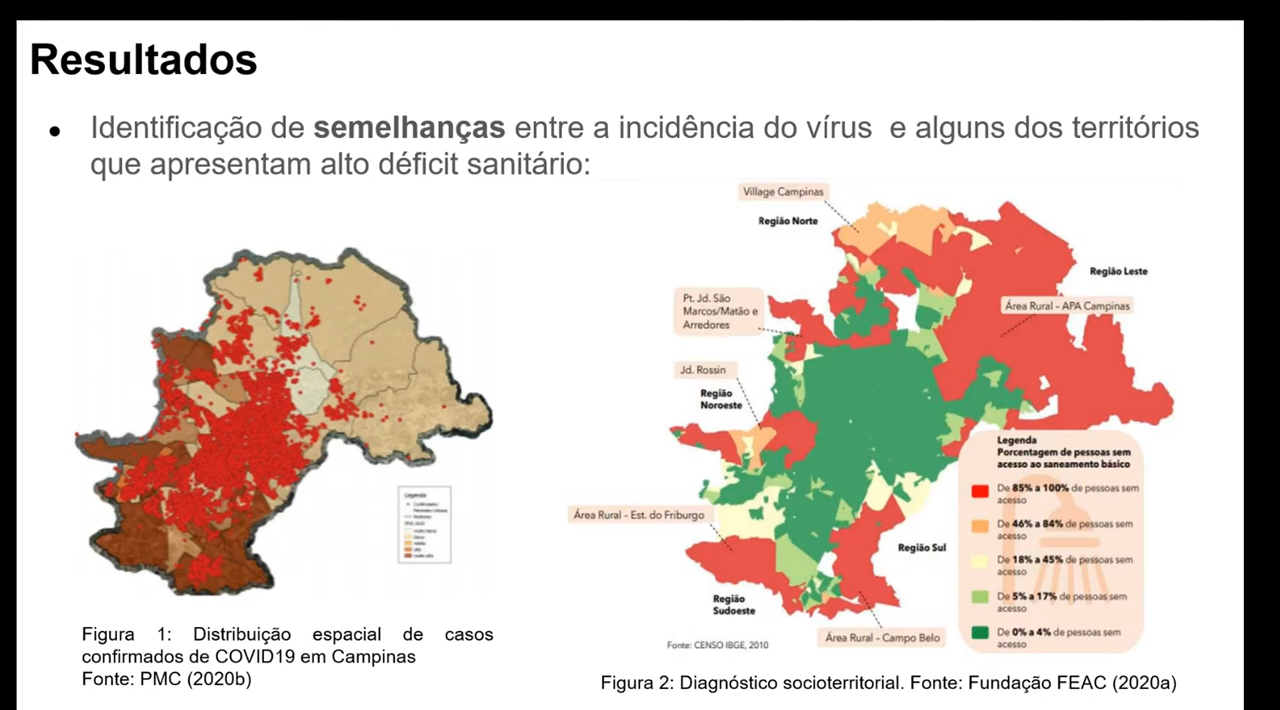 Resultados
● Identificação de semelhanças entre a incidência do vírus e alguns dos territórios
que apresentam alto déficit sanitário:
Village Campinas
Região Norte
Região Leste
Pt. Jd. São
Marcos/Matão e
Arredores
Área Rural - APA Campinas
Jd. Rossin
Região
Noroeste
Legenda
Porcentagem de pessoas sem
acesso ao saneamento básico
De 85% a 100% de pessoas sem
acesso
De 46% a 84% de pessoas sem
acesso
De 18% a 45% de pessoas sem
acesso
De 5% a 17% de pessoas sem
acesso
De 0% a 4% de pessoas sem
acesso
Área Rural - Est. do Friburgo
Região Sul
Região
Sudoeste
Área Rural - Campo Belo
Fonte: CENSO IBGE, 2010
Legenda
Figura 1: Distribuição espacial de casos
confirmados de COVID19 em Campinas
Fonte: PMC (2020b)
Figura 2: Diagnóstico socioterritorial. Fonte: Fundação FEAC (2020a)